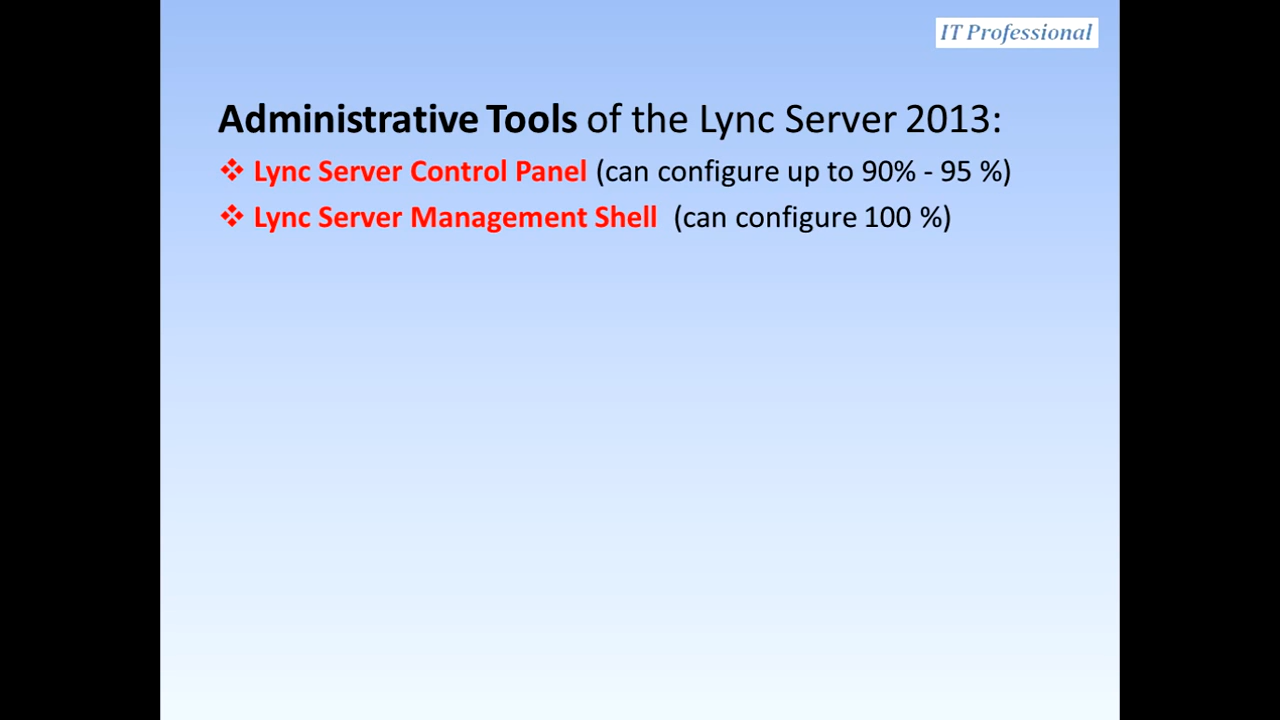 IT Professional
Administrative Tools of the Lync Server 2013:
❖ Lync Server Control Panel (can configure up to 90% - 95 %)
❖ Lync Server Management Shell  (can configure 100 %)